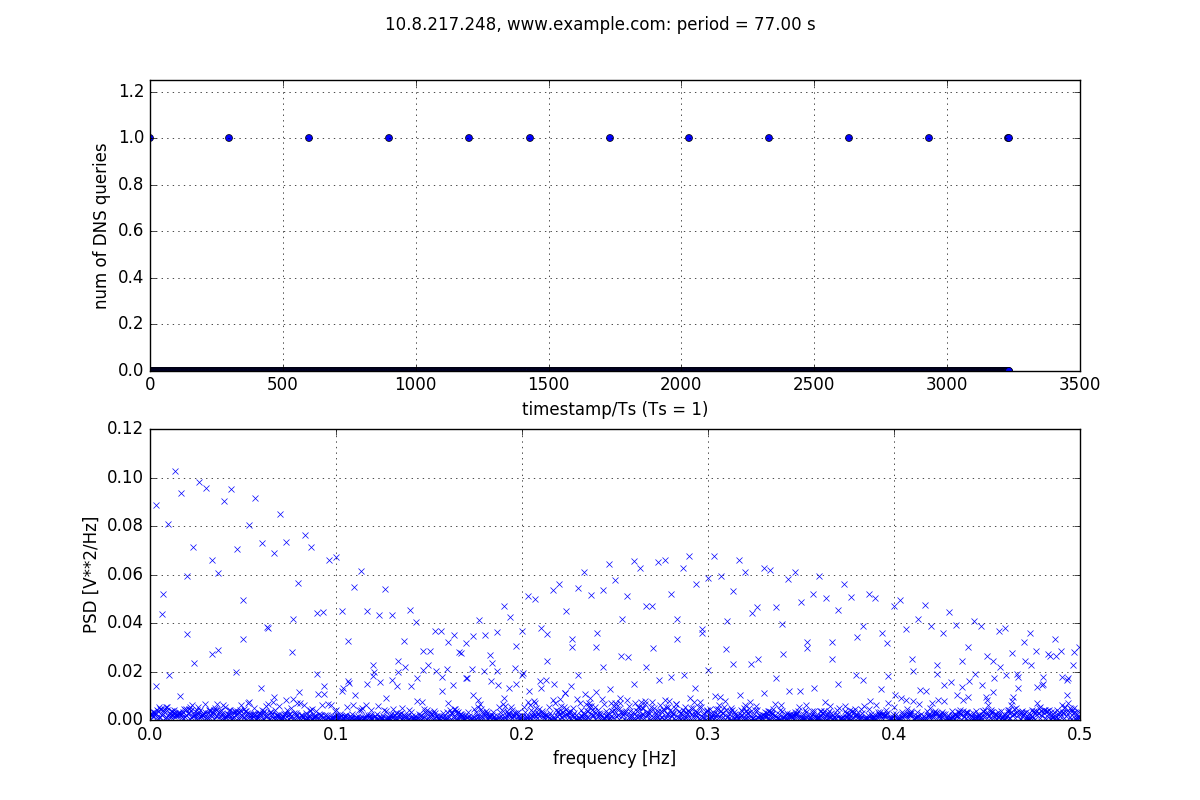 10.8.217.248, www.example.com: period = 77.00 s
num of DNS queries
1.2
1.0
0.8
0.6
0.4
0.2
0.0
0 500 1000 1500 2000 2500 3000 3500
timestamp/Ts (Ts = 1)
PSD [V**2/Hz]
0.12
0.10
0.08
0.06
0.04
0.02
0.00
0.0 0.1 0.2 0.3 0.4 0.5
frequency [Hz]